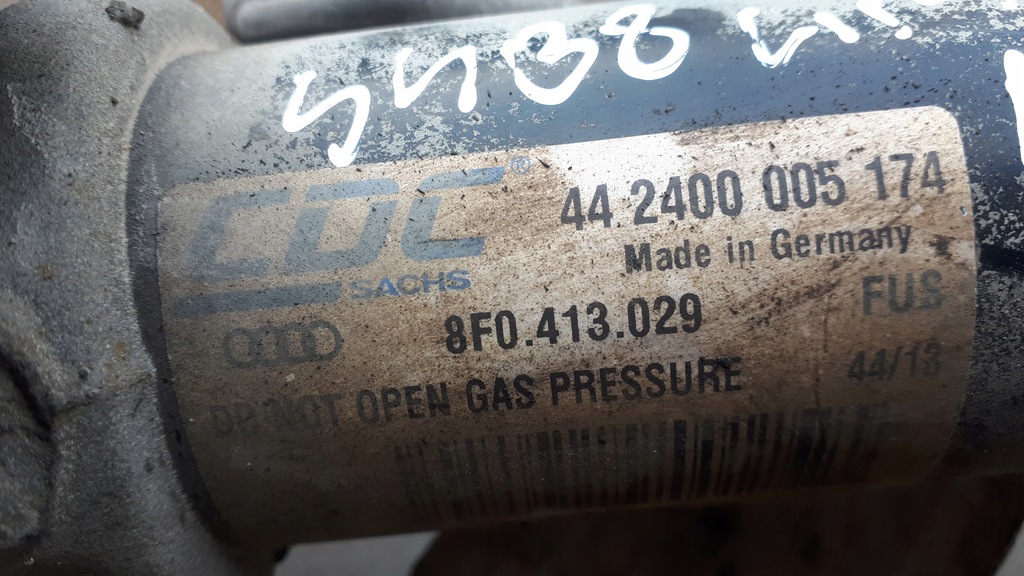 CDC®
SACHS
44 2400 005 174
Made in Germany
8F0.413.029
FUS
DO NOT OPEN GAS PRESSURE
44/13